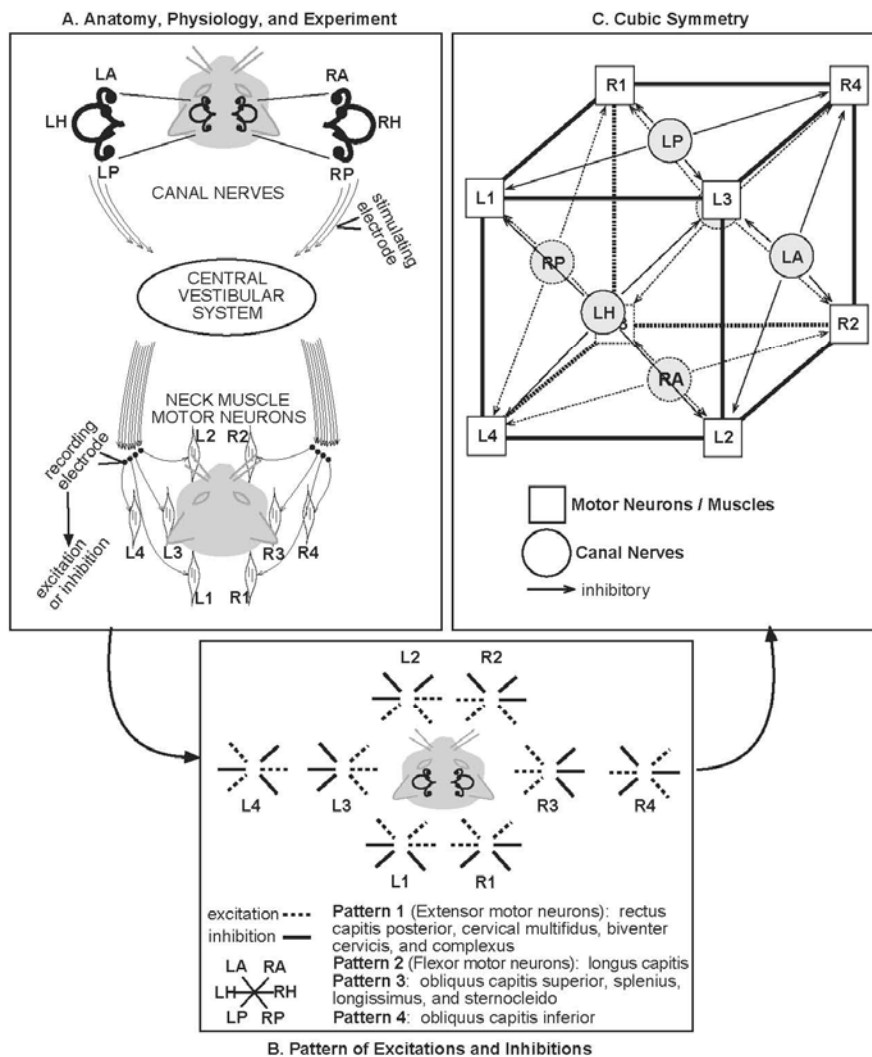 A. Anatomy, Physiology, and Experiment
LA
RA
LH
RH
LP
RP
CANAL NERVES
stimulating
electrode
CENTRAL
VESTIBULAR
SYSTEM
NECK MUSCLE
MOTOR NEURONS
L2 R2
recording
electrode
L4 L3 R3 R4
excitation
or inhibition
L1 R1
C. Cubic Symmetry
R1
R4
LP
L1
L3
RP
LA
LH
3
R2
RA
L4
L2
Motor Neurons / Muscles
Canal Nerves
inhibitory
L2 R2
L4 L3 R3 R4
L1 R1
excitation
inhibition
LA RA
LH RH
LP RP
Pattern 1 (Extensor motor neurons): rectus
capitis posterior, cervical multifidus, biventer
cervicis, and complexus
Pattern 2 (Flexor motor neurons): longus capitis
Pattern 3: obliquus capitis superior, splenius,
longissimus, and sternocleido
Pattern 4: obliquus capitis inferior
B. Pattern of Excitations and Inhibitions